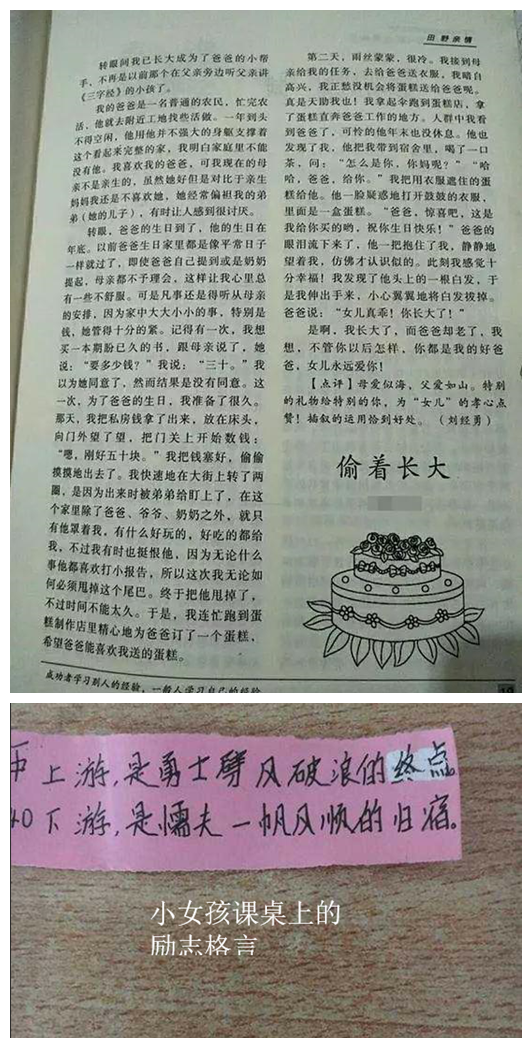 田野亲情
转眼间我已长大成为了爸爸的小帮
手，不再是以前那个在父亲旁边听父亲讲
《三字经》的小孩了。
我的爸爸是一名普通的农民，忙完农
活，他就去附近工地我些活做。一年到头
不得空闲，他用他并不强大的身躯支撑着
这个看起来完整的家，我明白家庭里不能
没有他。我喜欢我的爸爸，可我现在的母
亲不是亲生的，虽然她好但是对比于亲生
妈妈我还是不喜欢她，她经常偏袒我的弟
弟（她的儿子），有时让人感到很讨厌。
转眼，爸爸的生日到了，他的生日在
年底。以前爸爸生日家里都是像平常日子
一样就过了，即使爸爸自己提到或是奶奶
提起，母亲都不予理会，这样让我心里总
有一些不舒服。可是凡事还是得听从母亲
的安排，因为家中大大小小的事，特别是
钱，她管得十分的紧。记得有一次，我想
买一本期盼已久的书，跟母亲说了，她
说：“要多少钱？”我说：“三十。”我
以为她同意了，然而结果是没有同意。这
一次，为了爸爸的生日，我准备了很久。
那天，我把私房钱拿了出来，放在床头，
向门外望了望，把门关上开始数钱：
“嗯，刚好五十块。”我把钱塞好，偷偷
摸摸地出去了。我快速地在大街上转了两
圈，是因为出来时被弟弟给盯上了，在这
个家里除了爸爸、爷爷、奶奶之外，就只
有他罩着我，有什么好玩的，好吃的都给
我，不过我有时也挺恨他，因为无论什么
事他都喜欢打小报告，所以这次我无论如
何必须甩掉这个尾巴。终于把他甩掉了，
不过时间不能太久。于是，我连忙跑到蛋
糕制作店里精心地为爸爸订了一个蛋糕，
希望爸爸能喜欢我送的蛋糕。
第二天，雨丝蒙蒙，很冷。我接到母
亲给我的任务，去给爸爸送衣服，我暗自
高兴，我正愁没机会将蛋糕送给爸爸呢。
真是天助我也！我拿起伞跑到蛋糕店，拿
了蛋糕直奔爸爸工作的地方。人群中我看
到爸爸了，可怜的他年末也没休息。他也
发现了我，他把我带到宿舍里，喝了一口
茶，问：“怎么是你，你妈呢？”“哈
哈，爸爸，给你。”我把用衣服遮住的蛋
糕给他。他一脸疑惑地打开鼓鼓的衣服，
里面是一盒蛋糕。“爸爸，惊喜吧，这是
我给你买的哟，祝你生日快乐！”爸爸的
眼泪流下来了，他一把抱住了我，静静地
望着我，仿佛才认识似的。此刻我感觉十
分幸福！我发现了他头上的一根白发，于
是我伸出手来，小心翼翼地将白发拔掉。
爸爸说：“女儿真乖！你长大了！”
是啊，我长大了，而爸爸却老了，我
想，不管你以后怎样，你都是我的好爸
爸，女儿永远爱你！
【点评】母爱似海，父爱如山。特别
的礼物给特别的你，为“女儿”的孝心点
赞！插叙的运用恰到好处。（刘经勇）
偷着长大
成功者学习别人的经验，一般人学习自己的经验
上游，是勇士劈风破浪的终点。
40下游，是懦夫一帆风顺的归宿。
小女孩课桌上的
励志格言